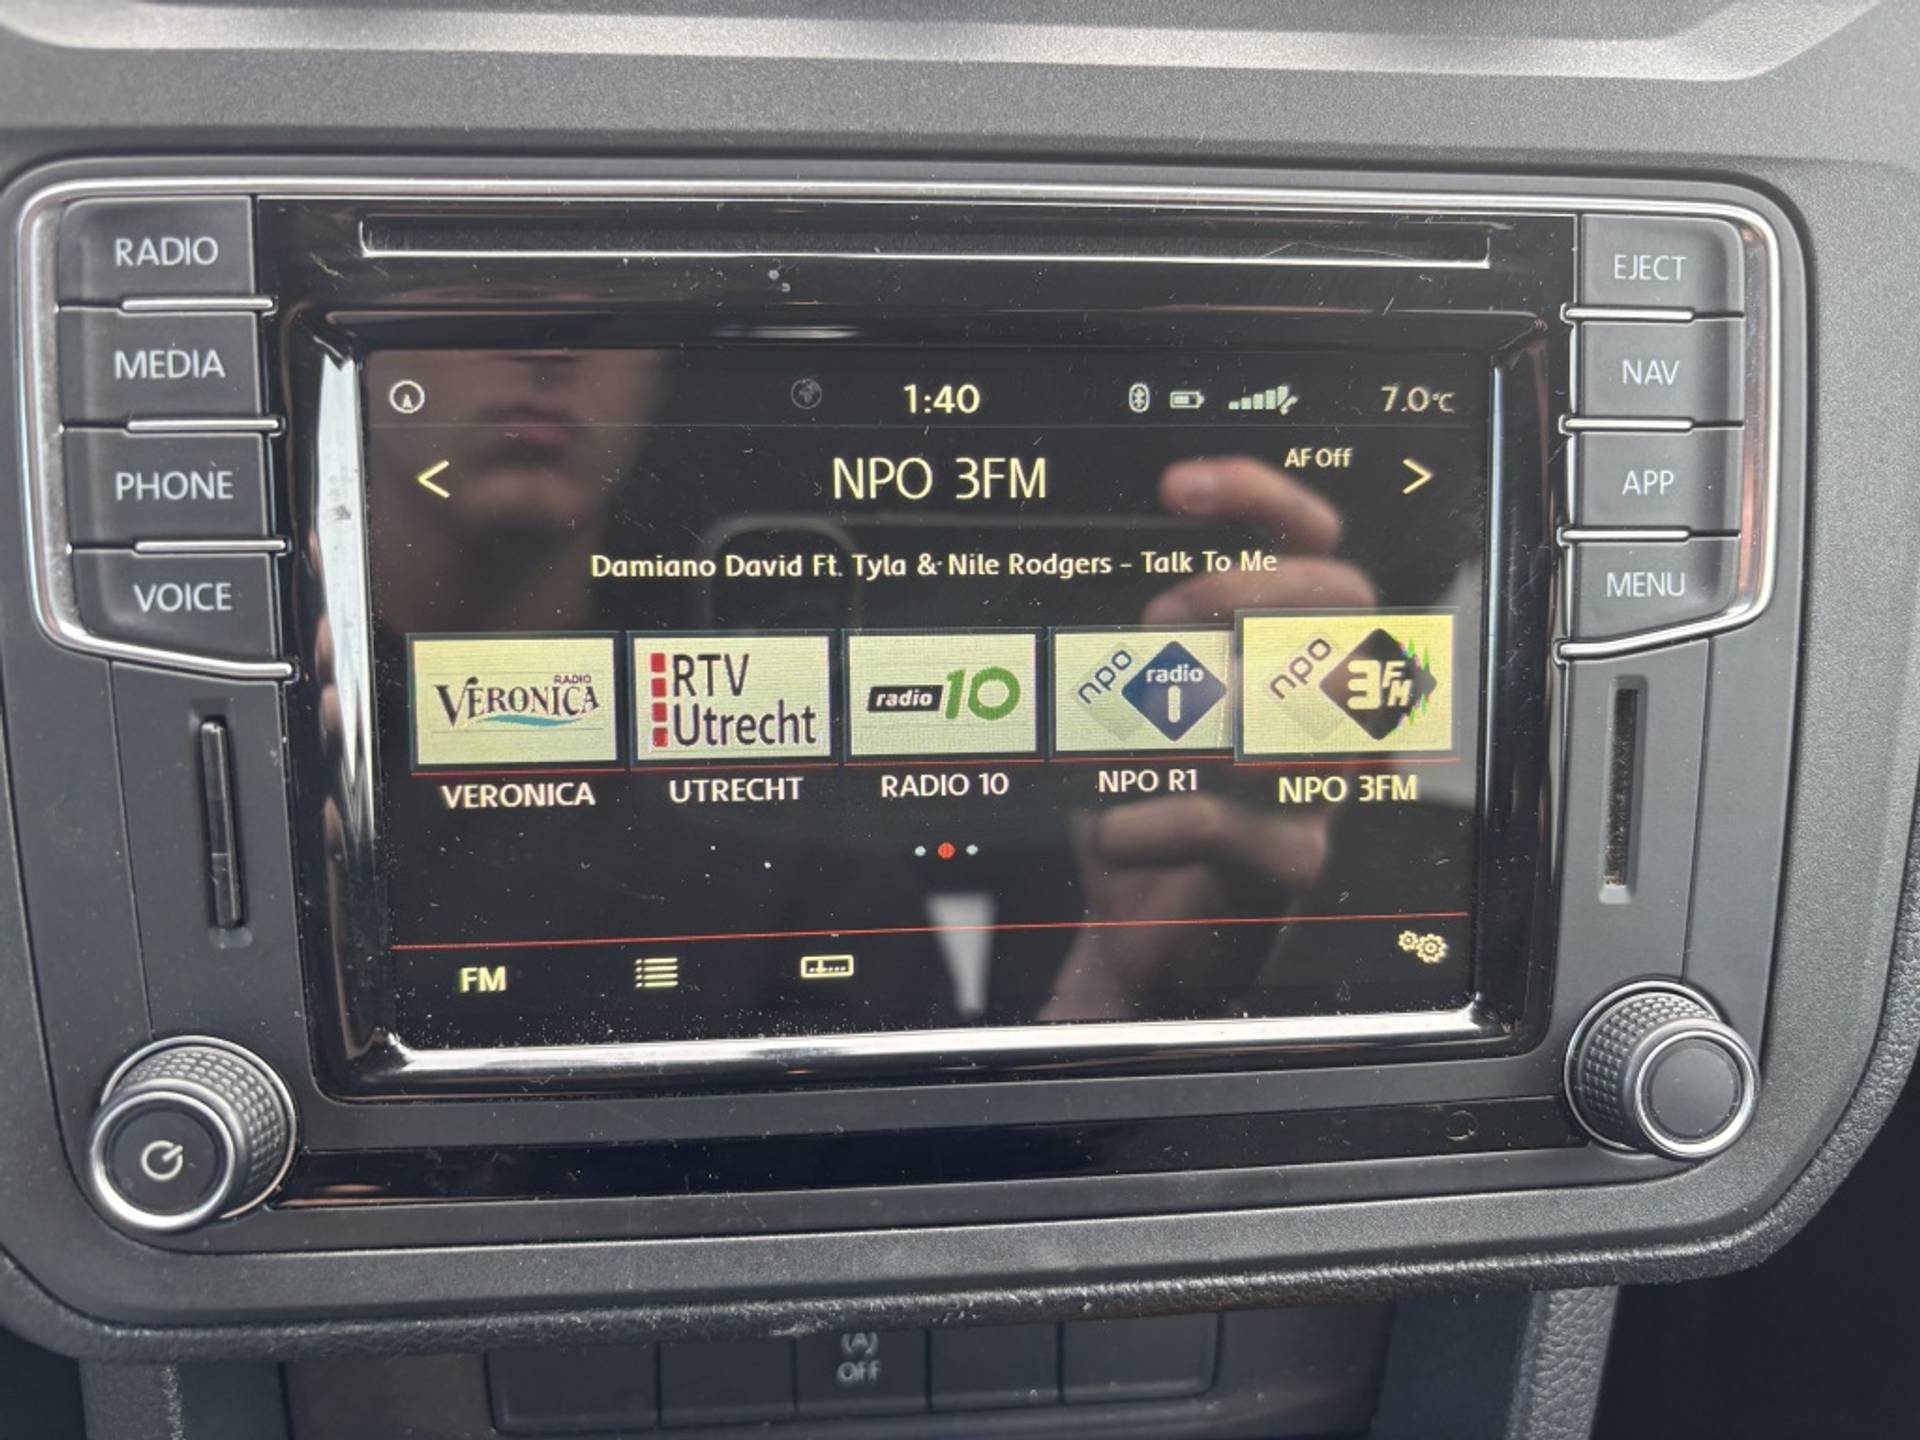 RADIO
MEDIA
PHONE
VOICE
EJECT
NAV
APP
MENU
1:40
7.0°C
< NPO 3FM AF Off >
Damiano David Ft. Tyla & Nile Rodgers - Talk To Me
RADIO
VERONICA
RTV
Utrecht
radio 10
npo
radio
1
npo
3FM
VERONICA UTRECHT RADIO 10 NPO R1 NPO 3FM
FM
(A)
OFF